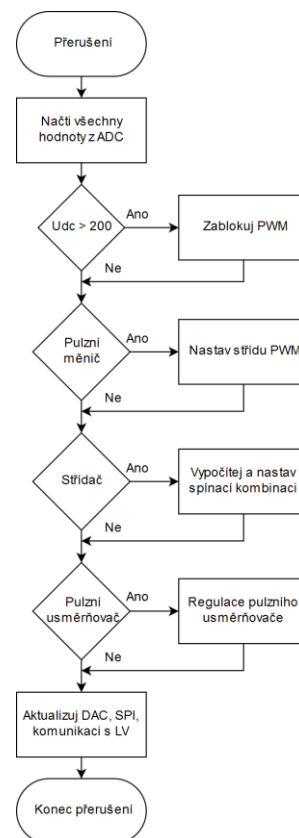 Přerušení
Načti všechny
hodnoty z ADC
Udc > 200
Ano
Zablokuj PWM
Ne
Pulzní
měnič
Ano
Nastav střídu PWM
Ne
Střídač
Ano
Vypočítej a nastav
spínací kombinaci
Ne
Pulzní
usměrňovač
Ano
Regulace pulzního
usměrňovače
Ne
Aktualizuj DAC, SPI,
komunikaci s LV
Konec přerušení